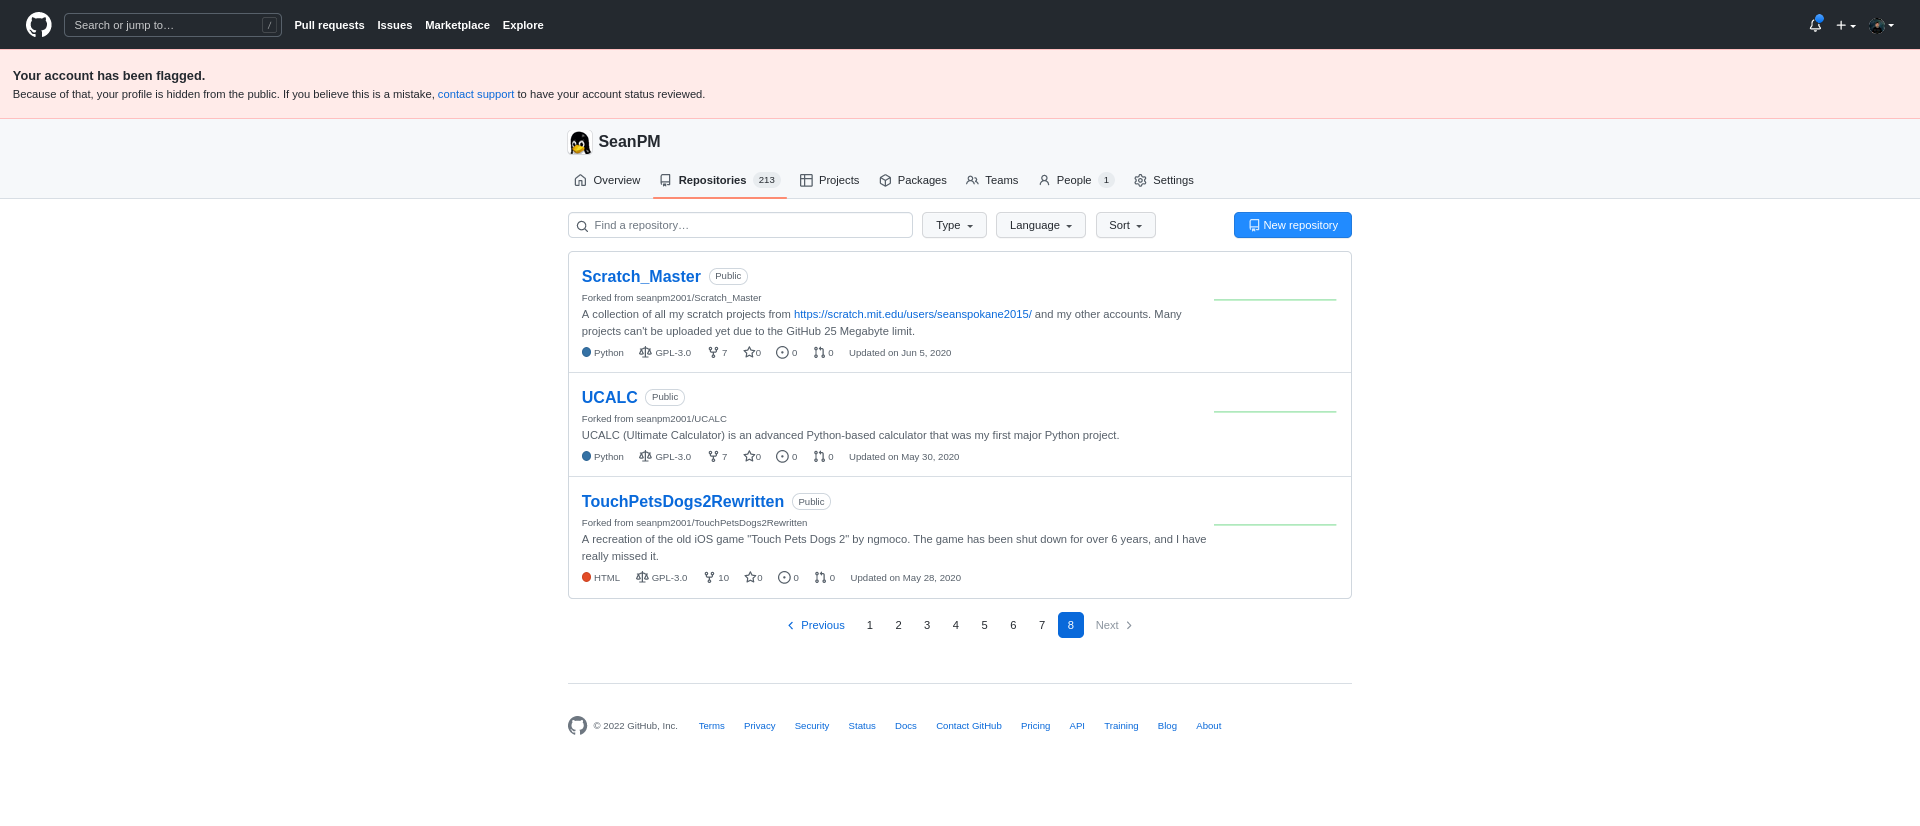 Search or jump to…
/
Pull requests Issues Marketplace Explore
Your account has been flagged.
Because of that, your profile is hidden from the public. If you believe this is a mistake, contact support to have your account status reviewed.
SeanPM
Overview Repositories 213 Projects Packages Teams People 1 Settings
Find a repository… Type Language Sort New repository
Scratch_Master Public
Forked from seanpm2001/Scratch_Master
A collection of all my scratch projects from https://scratch.mit.edu/users/seanspokane2015/ and my other accounts. Many
projects can't be uploaded yet due to the GitHub 25 Megabyte limit.
Python GPL-3.0 7 0 0 0 Updated on Jun 5, 2020
UCALC Public
Forked from seanpm2001/UCALC
UCALC (Ultimate Calculator) is an advanced Python-based calculator that was my first major Python project.
Python GPL-3.0 7 0 0 0 Updated on May 30, 2020
TouchPetsDogs2Rewritten Public
Forked from seanpm2001/TouchPetsDogs2Rewritten
A recreation of the old iOS game "Touch Pets Dogs 2" by ngmoco. The game has been shut down for over 6 years, and I have
really missed it.
HTML GPL-3.0 10 0 0 0 Updated on May 28, 2020
Previous 1 2 3 4 5 6 7 8 Next
© 2022 GitHub, Inc. Terms Privacy Security Status Docs Contact GitHub Pricing API Training Blog About